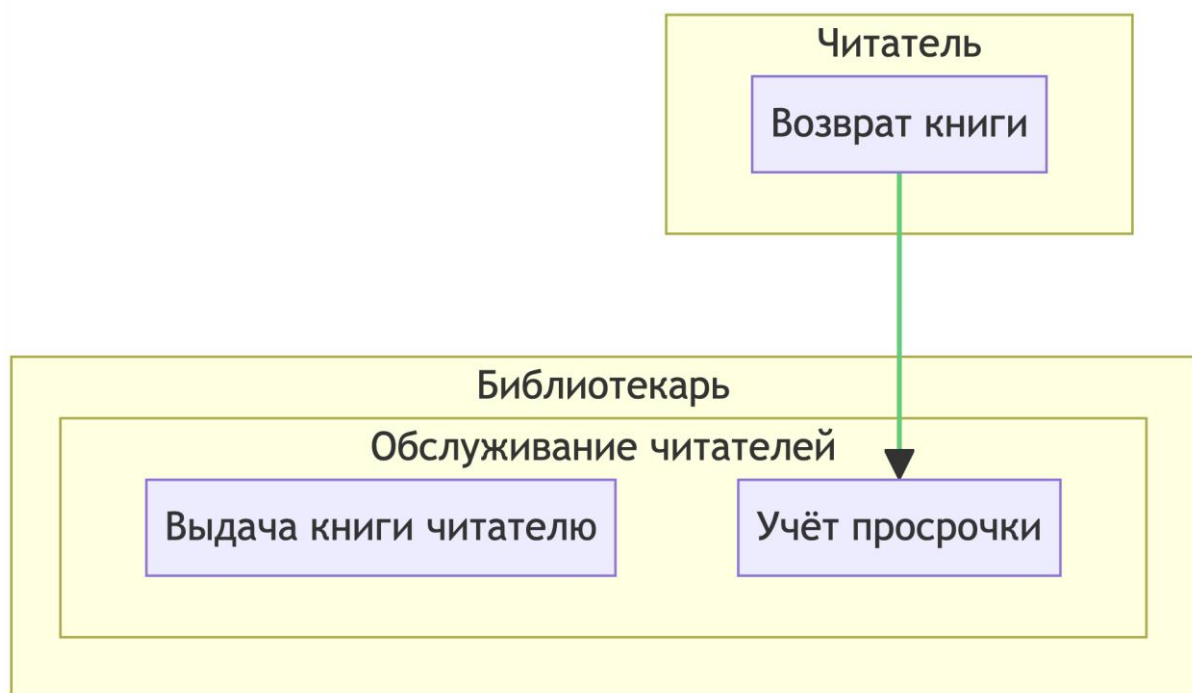 Читатель
Возврат книги
Библиотекарь
Обслуживание читателей
Выдача книги читателю
Учёт просрочки